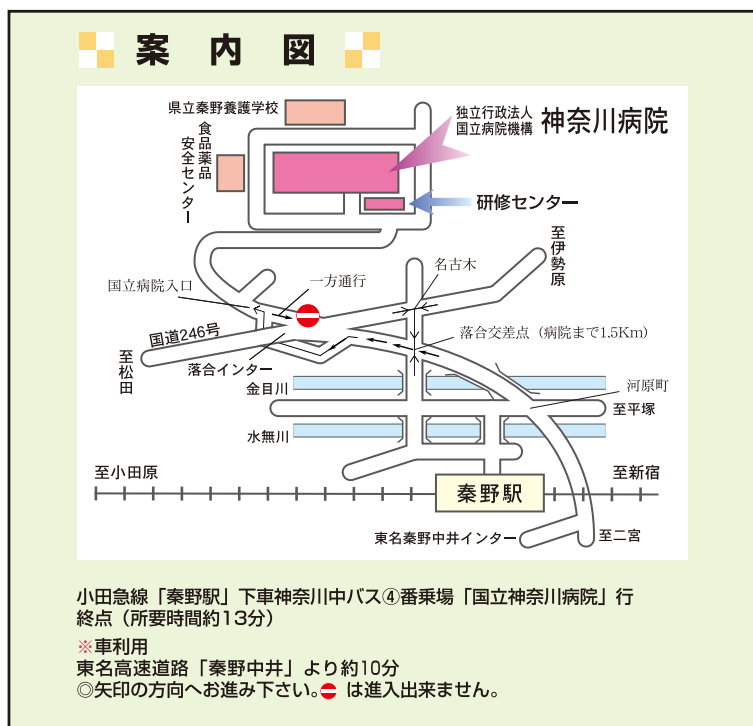 案内図
県立秦野養護学校
独立行政法人
国立病院機構
神奈川病院
食品薬品
安全センター
研修センター
至伊勢原
名古木
国立病院入口
一方通行
国道246号
落合交差点（病院まで1.5Km）
至松田
落合インター
金目川
河原町
至平塚
水無川
至小田原
至新宿
秦野駅
東名秦野中井インター
至二宮
小田急線「秦野駅」下車神奈川中バス④番乗場「国立神奈川病院」行
終点（所要時間約13分）
※車利用
東名高速道路「秦野中井」より約10分
◎矢印の方向へお進み下さい。⛔ は進入出来ません。